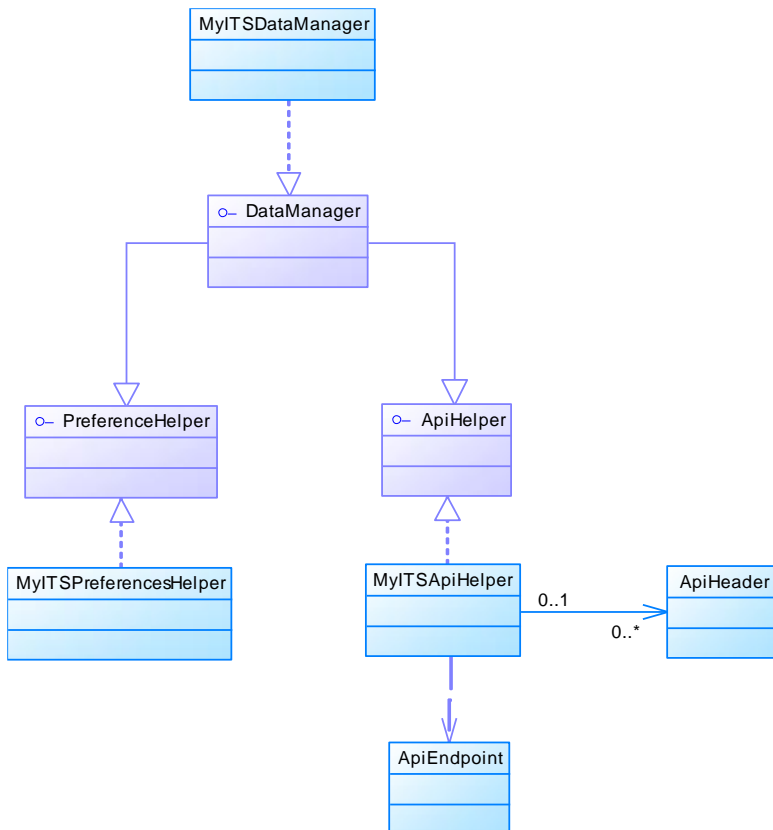 MyITSDataManager
DataManager
PreferenceHelper
ApiHelper
MyITSPreferencesHelper
MyITSApiHelper
ApiHeader
0..1
0..*
ApiEndpoint